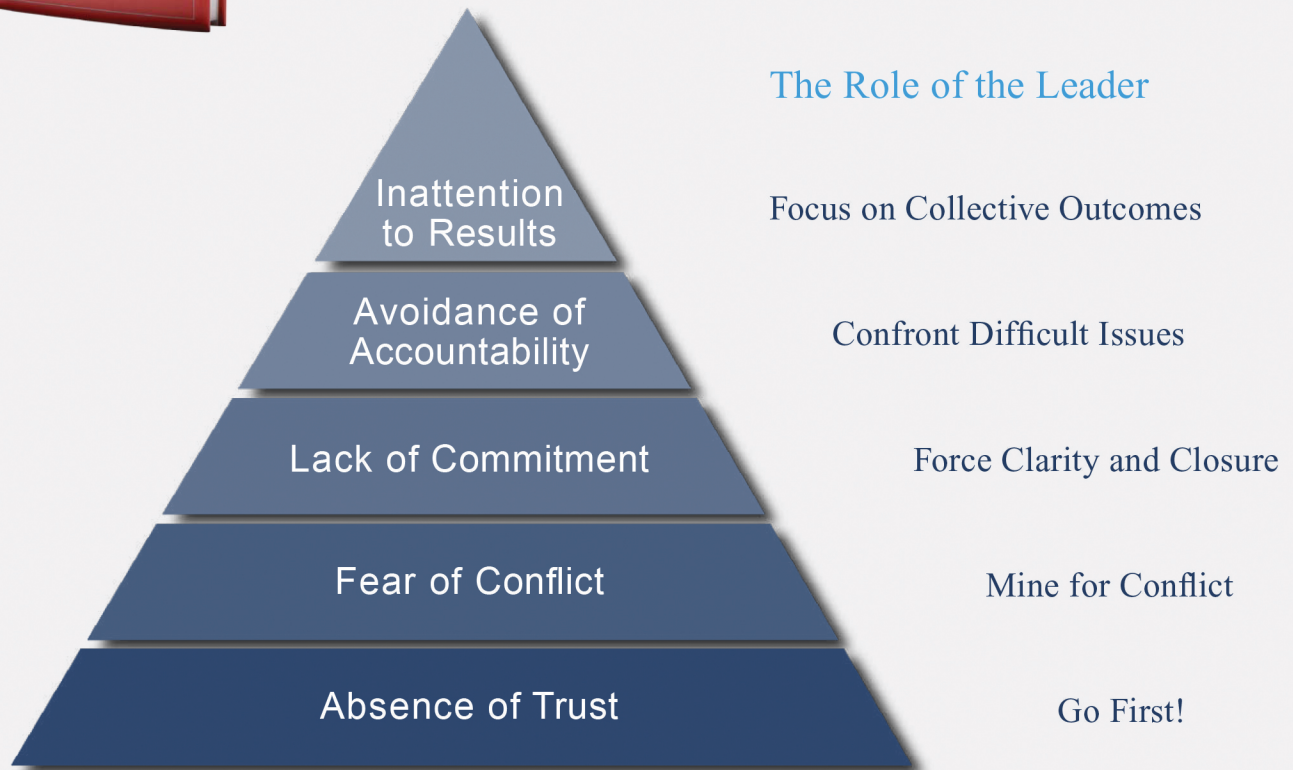 The Role of the Leader
Inattention
to Results
Focus on Collective Outcomes
Avoidance of
Accountability
Confront Difficult Issues
Lack of Commitment
Force Clarity and Closure
Fear of Conflict
Mine for Conflict
Absence of Trust
Go First!